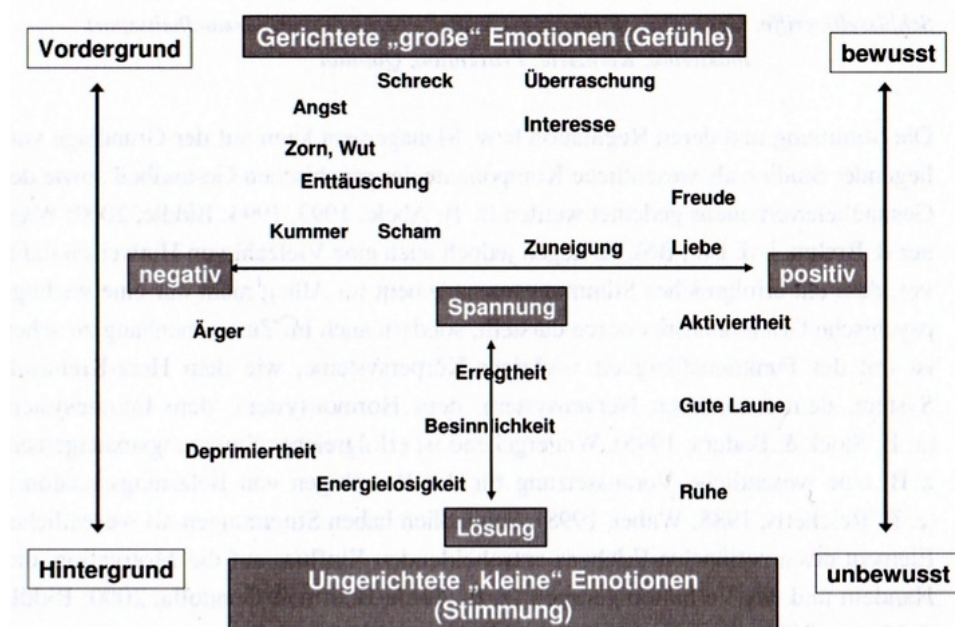 Vordergrund
Gerichtete „große“ Emotionen (Gefühle)
bewusst
Schreck
Überraschung
Angst
Interesse
Zorn, Wut
Enttäuschung
Freude
Kummer
Scham
Zuneigung
Liebe
negativ
positiv
Spannung
Aktiviertheit
Ärger
Erregtheit
Gute Laune
Besinnlichkeit
Deprimiertheit
Energielosigkeit
Ruhe
Lösung
Hintergrund
Ungerichtete „kleine“ Emotionen
(Stimmung)
unbewusst